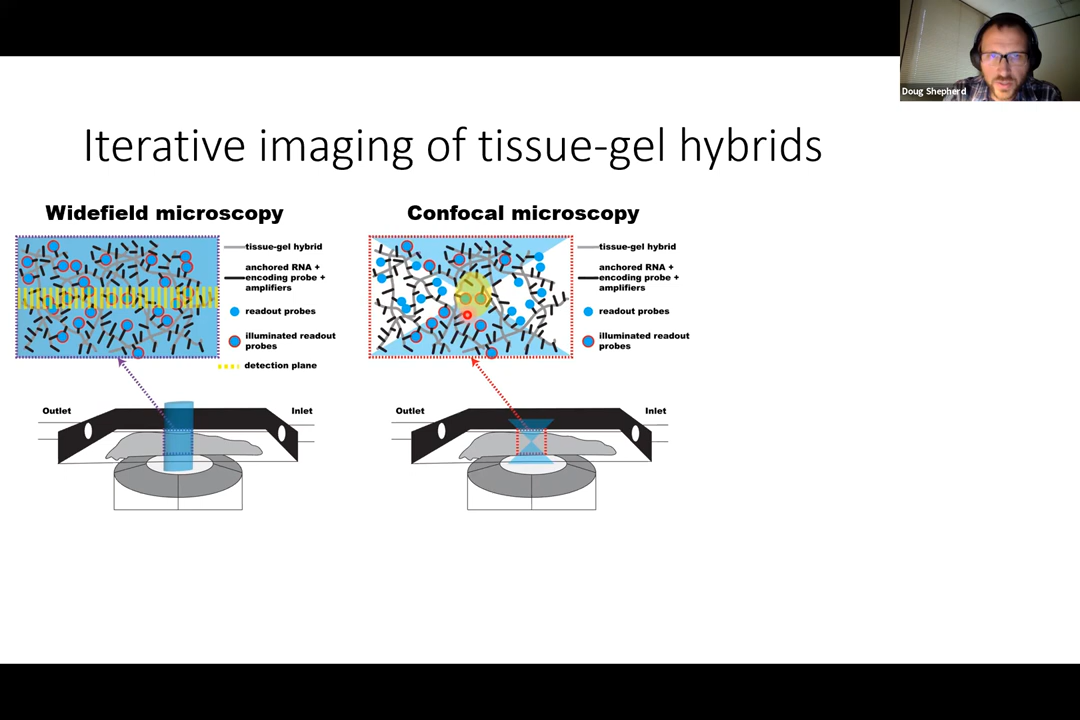 Doug Shepherd
Iterative imaging of tissue-gel hybrids
Widefield microscopy
tissue-gel hybrid
anchored RNA +
encoding probe +
amplifiers
readout probes
illuminated readout
probes
detection plane
Outlet
Inlet
Confocal microscopy
tissue-gel hybrid
anchored RNA +
encoding probe +
amplifiers
readout probes
illuminated readout
probes
Outlet
Inlet